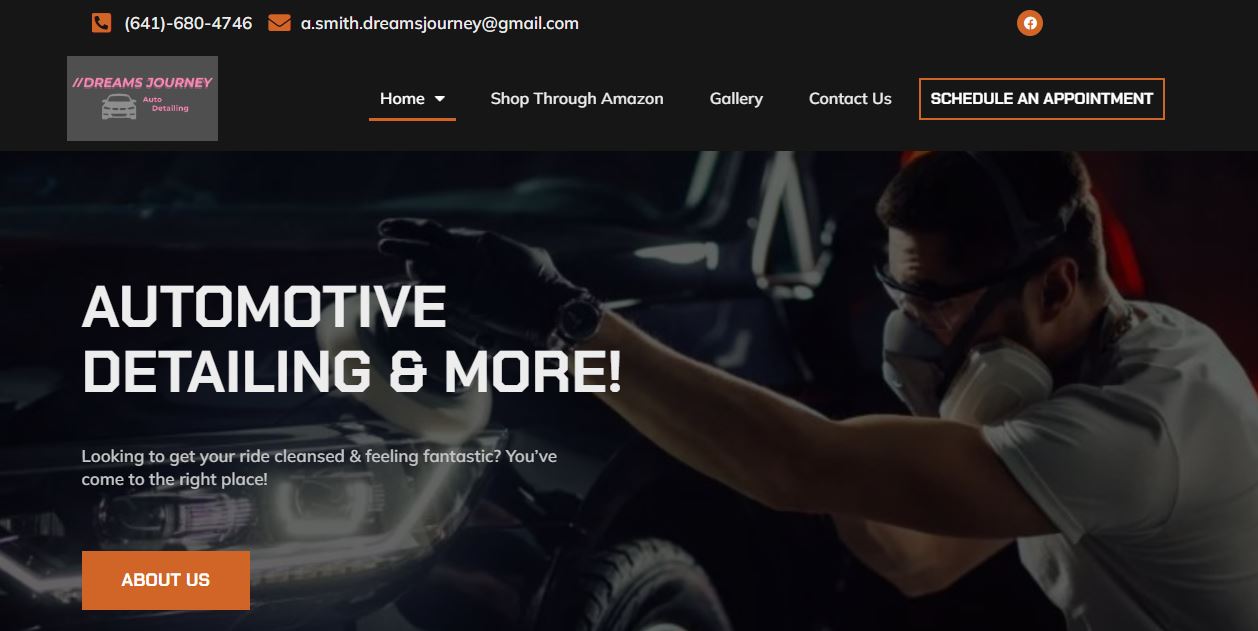 (641)-680-4746 a.smith.dreamsjourney@gmail.com
//DREAMS JOURNEY
Auto
Detailing
Home Shop Through Amazon Gallery Contact Us SCHEDULE AN APPOINTMENT
AUTOMOTIVE
DETAILING & MORE!
Looking to get your ride cleansed & feeling fantastic? You’ve
come to the right place!
ABOUT US